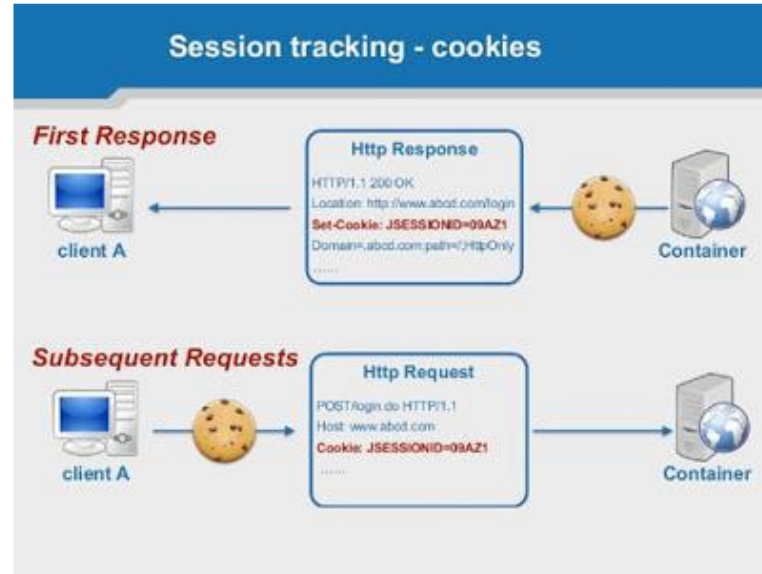 Session tracking - cookies
First Response
Http Response
HTTP/1.1 200 OK
Location: http://www.abcd.com/login
Set-Cookie: JSESSIONID=09AZ1
Domain=.abcd.com;path=/;HttpOnly
......
client A
Container
Subsequent Requests
Http Request
POST/login.do HTTP/1.1
Host: www.abcd.com
Cookie: JSESSIONID=09AZ1
......
client A
Container